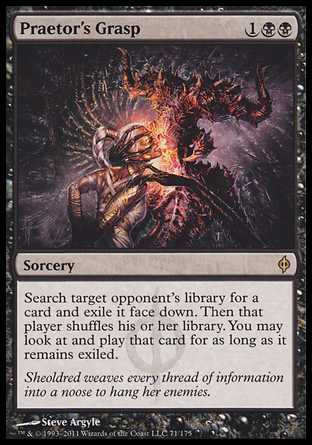 Praetor's Grasp 1
Sorcery
Search target opponent's library for a
card and exile it face down. Then that
player shuffles his or her library. You may
look at and play that card for as long as it
remains exiled.
Sheoldred weaves every thread of information
into a noose to hang her enemies.
Steve Argyle
™ & © 1993–2011 Wizards of the Coast LLC 71/175